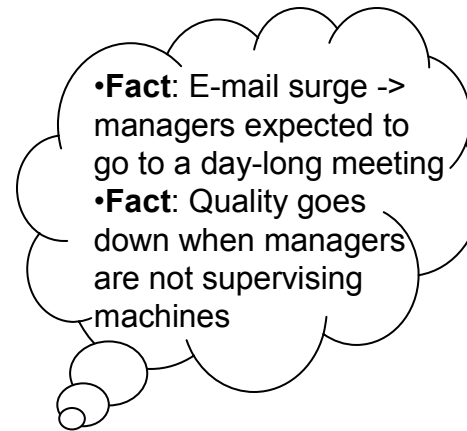 •Fact: E-mail surge ->
managers expected to
go to a day-long meeting
•Fact: Quality goes
down when managers
are not supervising
machines